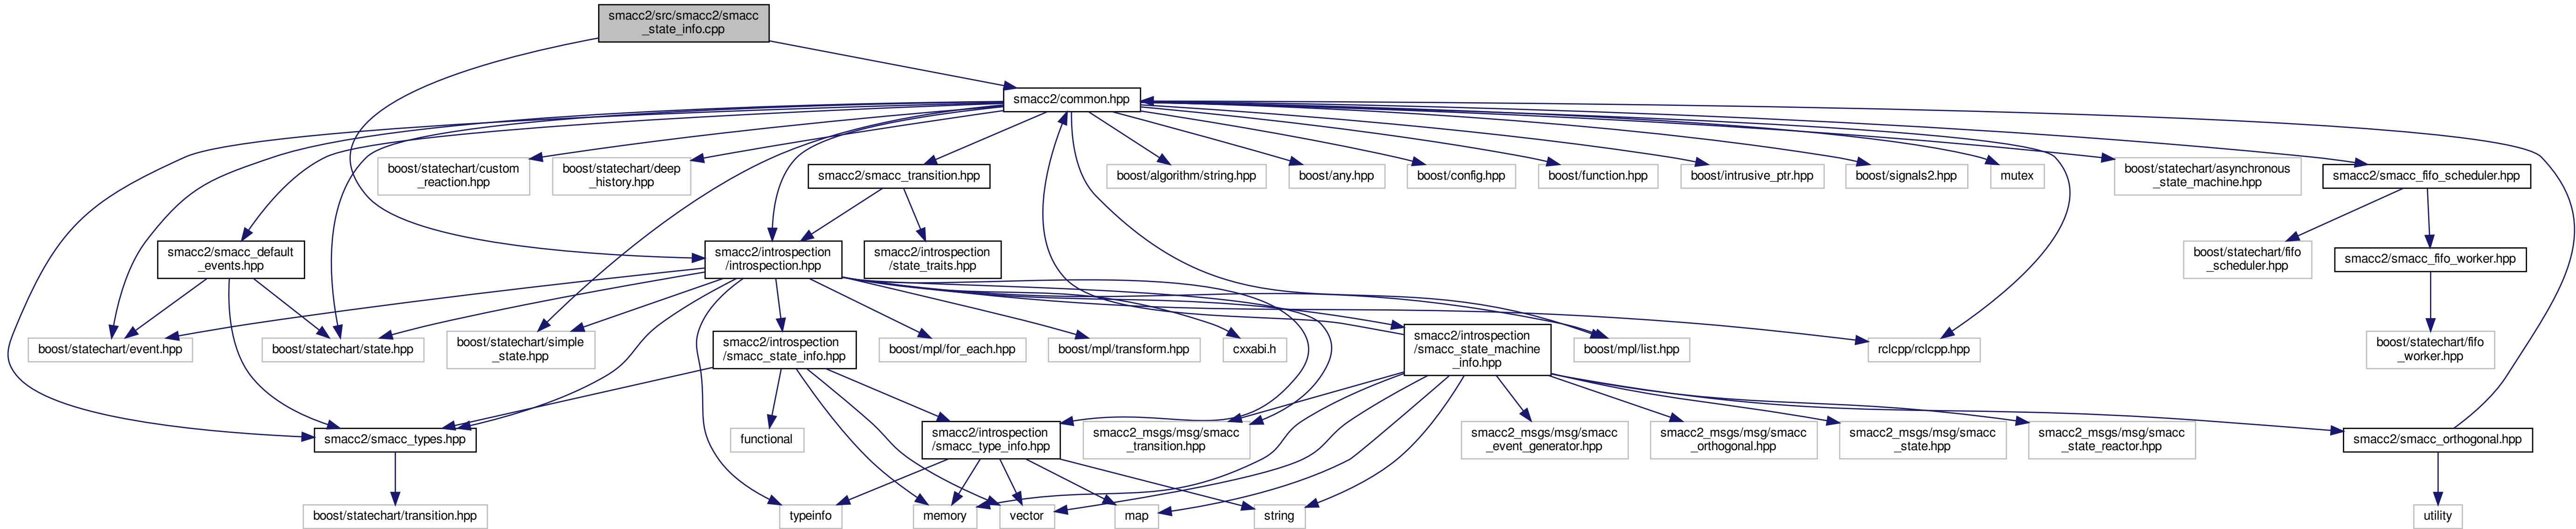 smacc2/src/smacc2/smacc
_state_info.cpp
smacc2/common.hpp
boost/statechart/custom
_reaction.hpp
boost/statechart/deep
_history.hpp
smacc2/smacc_transition.hpp
boost/algorithm/string.hpp
boost/any.hpp
boost/config.hpp
boost/function.hpp
boost/intrusive_ptr.hpp
boost/signals2.hpp
mutex
boost/statechart/asynchronous
_state_machine.hpp
smacc2/smacc_fifo_scheduler.hpp
smacc2/smacc_default
_events.hpp
smacc2/introspection
/introspection.hpp
smacc2/introspection
/state_traits.hpp
boost/statechart/fifo
_scheduler.hpp
smacc2/smacc_fifo_worker.hpp
boost/statechart/event.hpp
boost/statechart/state.hpp
boost/statechart/simple
_state.hpp
smacc2/introspection
/smacc_state_info.hpp
boost/mpl/for_each.hpp
boost/mpl/transform.hpp
cxxabi.h
smacc2/introspection
/smacc_state_machine
_info.hpp
boost/mpl/list.hpp
rclcpp/rclcpp.hpp
boost/statechart/fifo
_worker.hpp
smacc2/smacc_types.hpp
functional
smacc2/introspection
/smacc_type_info.hpp
smacc2_msgs/msg/smacc
_transition.hpp
smacc2_msgs/msg/smacc
_event_generator.hpp
smacc2_msgs/msg/smacc
_orthogonal.hpp
smacc2_msgs/msg/smacc
_state.hpp
smacc2_msgs/msg/smacc
_state_reactor.hpp
smacc2/smacc_orthogonal.hpp
boost/statechart/transition.hpp
typeinfo
memory
vector
map
string
utility